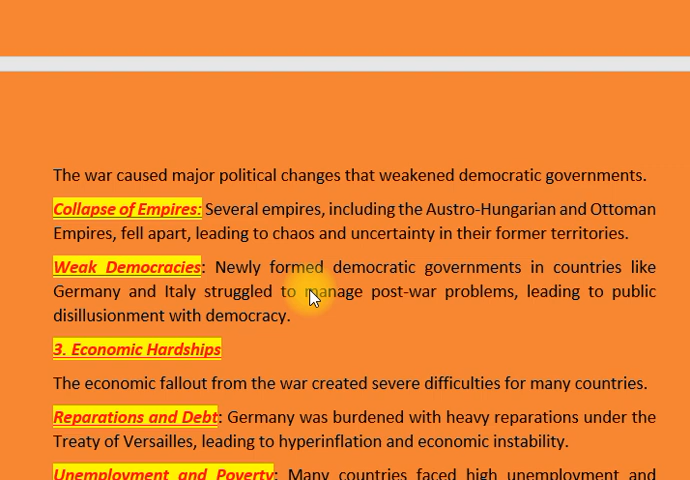 The war caused major political changes that weakened democratic governments.
Collapse of Empires: Several empires, including the Austro-Hungarian and Ottoman
Empires, fell apart, leading to chaos and uncertainty in their former territories.
Weak Democracies: Newly formed democratic governments in countries like
Germany and Italy struggled to manage post-war problems, leading to public
disillusionment with democracy.
3. Economic Hardships
The economic fallout from the war created severe difficulties for many countries.
Reparations and Debt: Germany was burdened with heavy reparations under the
Treaty of Versailles, leading to hyperinflation and economic instability.
Unemployment and Poverty: Many countries faced high unemployment and